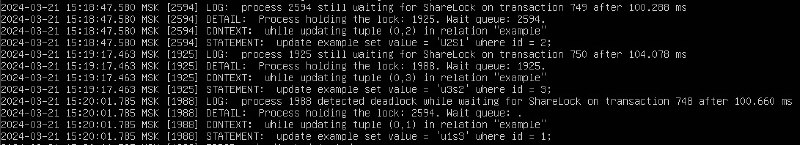 2024-03-21 15:18:47.580 MSK [2594] LOG:  process 2594 still waiting for ShareLock on transaction 749 after 100.288 ms
2024-03-21 15:18:47.580 MSK [2594] DETAIL:  Process holding the lock: 1925. Wait queue: 2594.
2024-03-21 15:18:47.580 MSK [2594] CONTEXT:  while updating tuple (0,2) in relation "example"
2024-03-21 15:18:47.580 MSK [2594] STATEMENT:  update example set value = 'u2S1' where id = 2;
2024-03-21 15:19:17.463 MSK [1925] LOG:  process 1925 still waiting for ShareLock on transaction 750 after 104.078 ms
2024-03-21 15:19:17.463 MSK [1925] DETAIL:  Process holding the lock: 1988. Wait queue: 1925.
2024-03-21 15:19:17.463 MSK [1925] CONTEXT:  while updating tuple (0,3) in relation "example"
2024-03-21 15:19:17.463 MSK [1925] STATEMENT:  update example set value = 'u3s2' where id = 3;
2024-03-21 15:20:01.785 MSK [1988] LOG:  process 1988 detected deadlock while waiting for ShareLock on transaction 748 after 100.660 ms
2024-03-21 15:20:01.785 MSK [1988] DETAIL:  Process holding the lock: 2594. Wait queue: .
2024-03-21 15:20:01.785 MSK [1988] CONTEXT:  while updating tuple (0,1) in relation "example"
2024-03-21 15:20:01.785 MSK [1988] STATEMENT:  update example set value = 'u1s3' where id = 1;